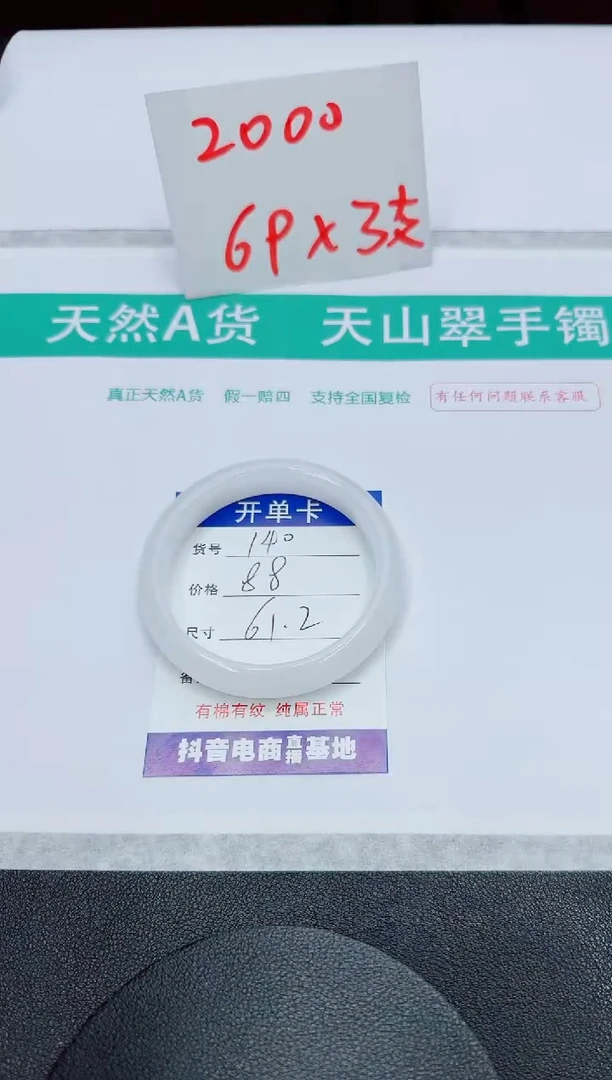 2000
6P x 3支
天然A货 天山翠手镯
真正天然A货 假一赔四 支持全国复检 有任何问题联系客服
开单卡
货号 140
价格 88
尺寸 61.2
备
有棉有纹 纯属正常
抖音电商直播基地